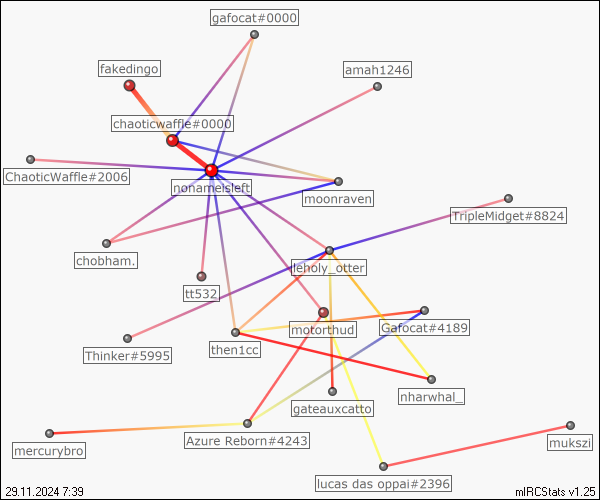 gafocat#0000
fakedingo
amah1246
chaoticwaffle#0000
ChaoticWaffle#2006
nonameisleft
moonraven
TripleMidget#8824
chobham.
leholy_otter
tt532
motorthud
Gafocat#4189
Thinker#5995
then1cc
nharwhal_
gateauxcatto
Azure Reborn#4243
mukszi
mercurybro
lucas das oppai#2396
29.11.2024 7:39
mIRCStats v1.25